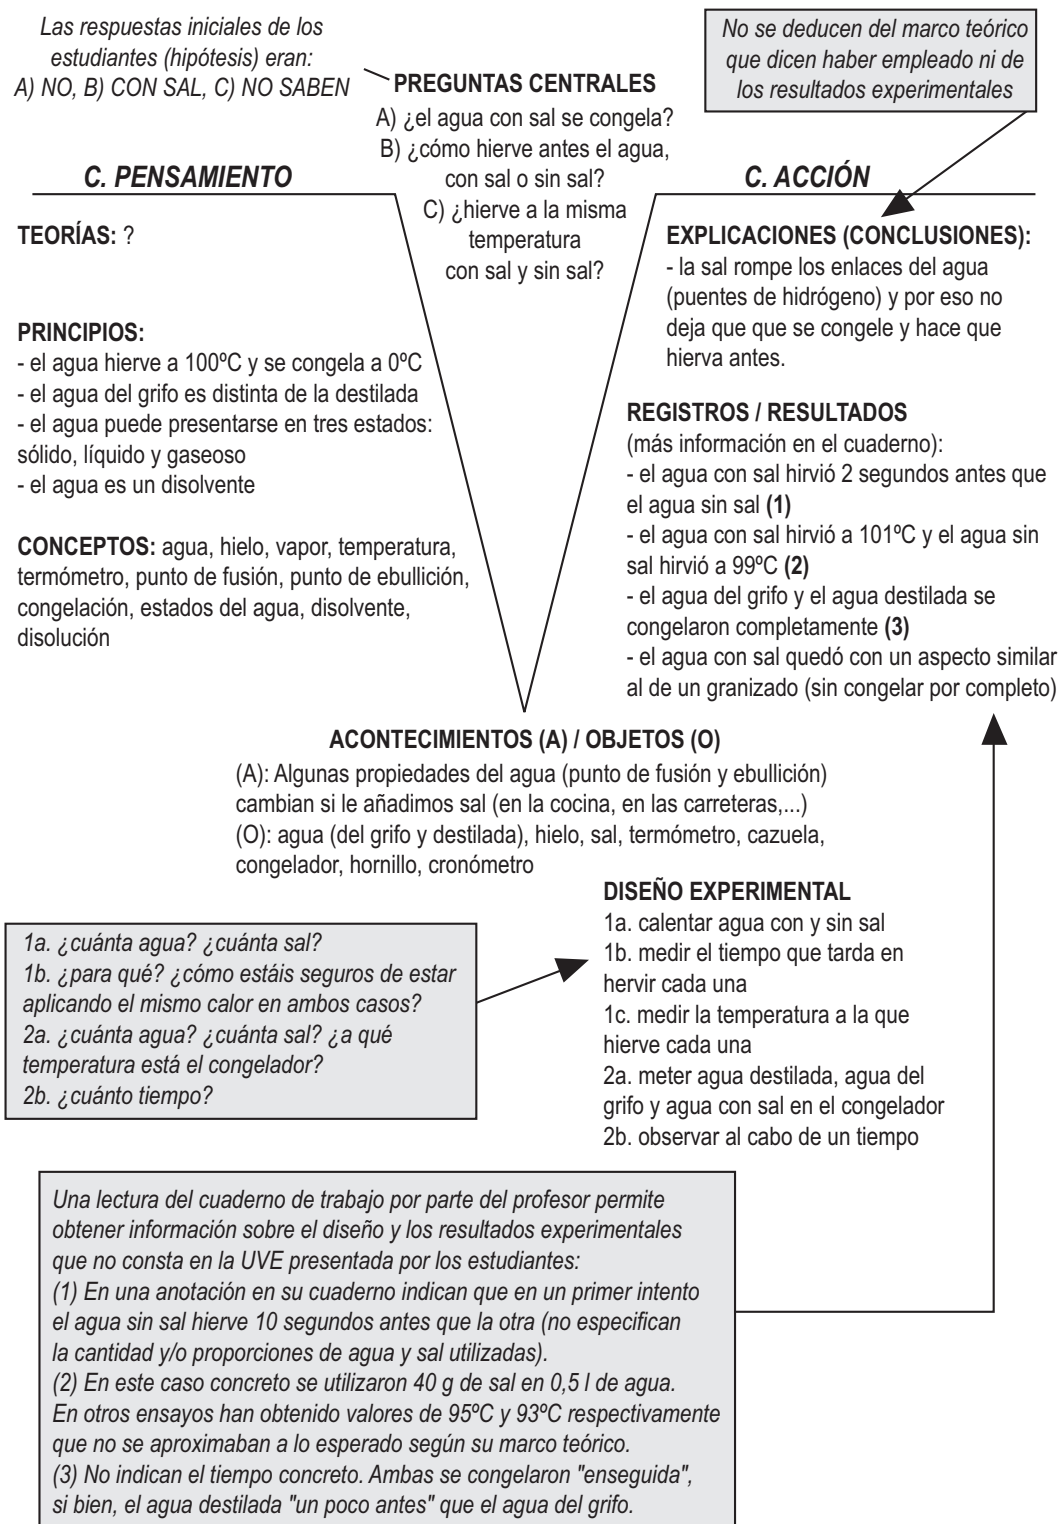 Las respuestas iniciales de los
estudiantes (hipótesis) eran:
A) NO, B) CON SAL, C) NO SABEN
No se deducen del marco teórico
que dicen haber empleado ni de
los resultados experimentales
PREGUNTAS CENTRALES
A) ¿el agua con sal se congela?
B) ¿cómo hierve antes el agua,
con sal o sin sal?
C) ¿hierve a la misma
temperatura
con sal y sin sal?
C. PENSAMIENTO
TEORÍAS: ?
PRINCIPIOS:
- el agua hierve a 100ºC y se congela a 0ºC
- el agua del grifo es distinta de la destilada
- el agua puede presentarse en tres estados:
sólido, líquido y gaseoso
- el agua es un disolvente
CONCEPTOS: agua, hielo, vapor, temperatura,
termómetro, punto de fusión, punto de ebullición,
congelación, estados del agua, disolvente,
disolución
C. ACCIÓN
EXPLICACIONES (CONCLUSIONES):
- la sal rompe los enlaces del agua
(puentes de hidrógeno) y por eso no
deja que que se congele y hace que
hierva antes.
REGISTROS / RESULTADOS
(más información en el cuaderno):
- el agua con sal hirvió 2 segundos antes que
el agua sin sal (1)
- el agua con sal hirvió a 101ºC y el agua sin
sal hirvió a 99ºC (2)
- el agua del grifo y el agua destilada se
congelaron completamente (3)
- el agua con sal quedó con un aspecto similar
al de un granizado (sin congelar por completo)
ACONTECIMIENTOS (A) / OBJETOS (O)
(A): Algunas propiedades del agua (punto de fusión y ebullición)
cambian si le añadimos sal (en la cocina, en las carreteras,...)
(O): agua (del grifo y destilada), hielo, sal, termómetro, cazuela,
congelador, hornillo, cronómetro
DISEÑO EXPERIMENTAL
1a. calentar agua con y sin sal
1b. medir el tiempo que tarda en
hervir cada una
1c. medir la temperatura a la que
hierve cada una
2a. meter agua destilada, agua del
grifo y agua con sal en el congelador
2b. observar al cabo de un tiempo
1a. ¿cuánta agua? ¿cuánta sal?
1b. ¿para qué? ¿cómo estáis seguros de estar
aplicando el mismo calor en ambos casos?
2a. ¿cuánta agua? ¿cuánta sal? ¿a qué
temperatura está el congelador?
2b. ¿cuánto tiempo?
Una lectura del cuaderno de trabajo por parte del profesor permite
obtener información sobre el diseño y los resultados experimentales
que no consta en la UVE presentada por los estudiantes:
(1) En una anotación en su cuaderno indican que en un primer intento
el agua sin sal hierve 10 segundos antes que la otra (no especifican
la cantidad y/o proporciones de agua y sal utilizadas).
(2) En este caso concreto se utilizaron 40 g de sal en 0,5 l de agua.
En otros ensayos han obtenido valores de 95ºC y 93ºC respectivamente
que no se aproximaban a lo esperado según su marco teórico.
(3) No indican el tiempo concreto. Ambas se congelaron "enseguida",
si bien, el agua destilada "un poco antes" que el agua del grifo.